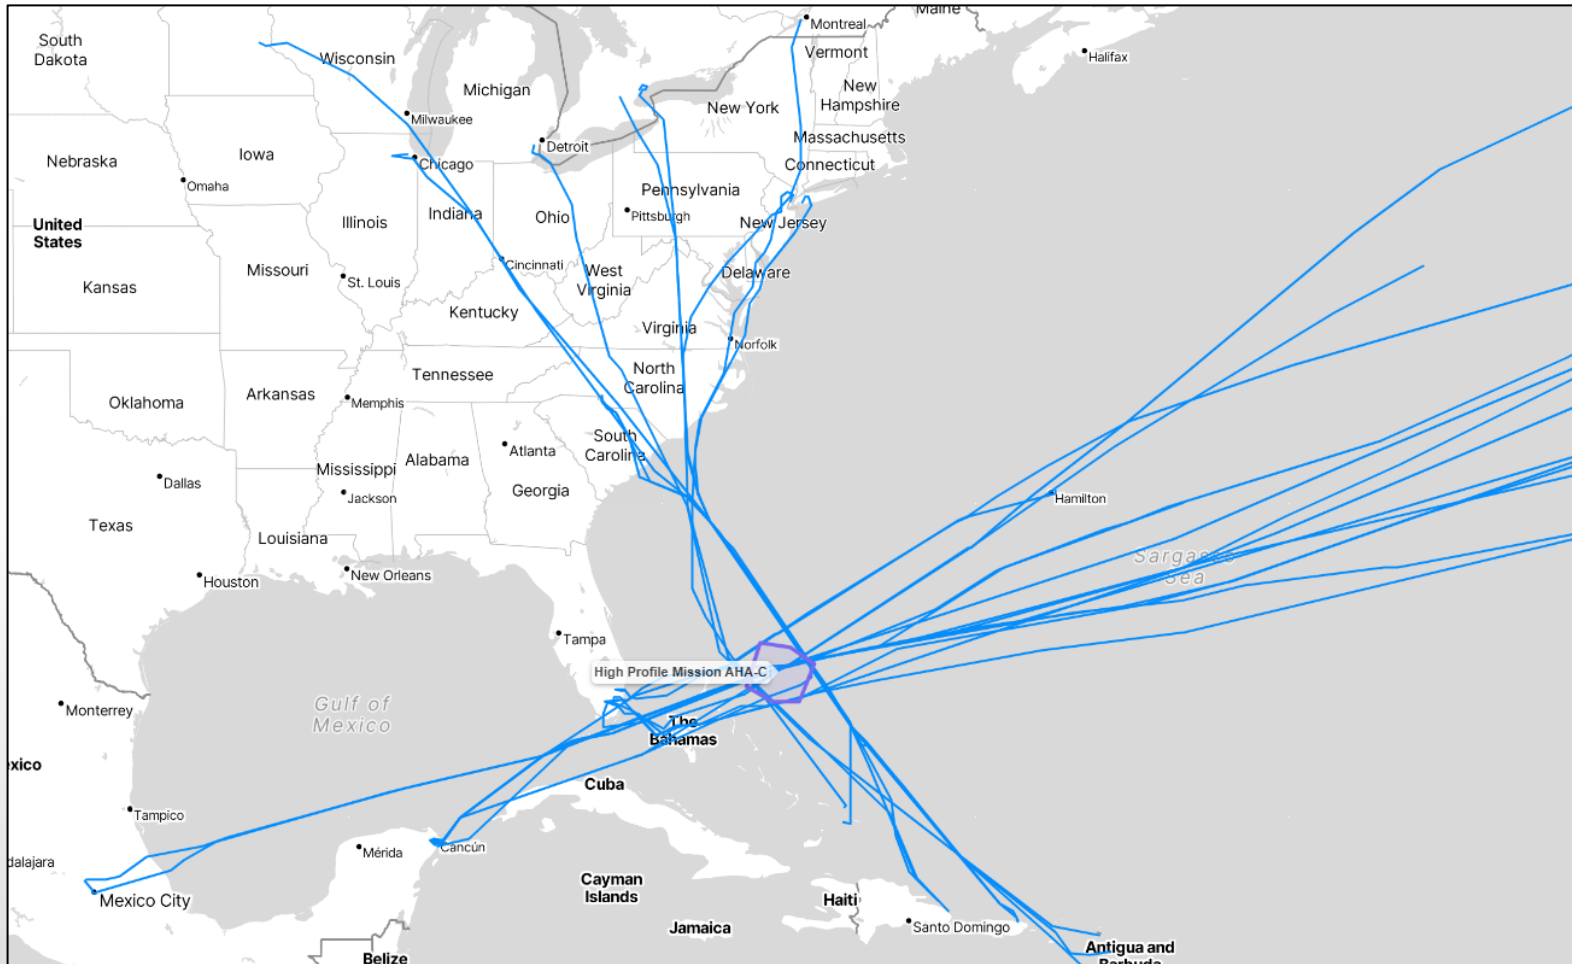 Maine
Montreal
South
Dakota
Wisconsin
Vermont
Halifax
Michigan
New
Hampshire
New York
Milwaukee
Massachusetts
Detroit
Nebraska
Iowa
Chicago
Connecticut
Omaha
Pennsylvania
United
States
Illinois
Indiana
Ohio
Pittsburgh
New Jersey
Missouri
Cincinnati
West
Virginia
Delaware
Kansas
St. Louis
Kentucky
Virginia
Norfolk
Tennessee
North
Carolina
Oklahoma
Arkansas
Memphis
South
Carolina
Atlanta
Alabama
Mississippi
Dallas
Georgia
Jackson
Hamilton
Texas
Louisiana
Sargasso
Sea
New Orleans
Houston
Tampa
High Profile Mission AHA-C
Gulf of
Mexico
Monterrey
The
Bahamas
exico
Cuba
Tampico
Cancún
Mérida
dalajara
Cayman
Islands
Mexico City
Haiti
Jamaica
Santo Domingo
Antigua and
Barbuda
Belize